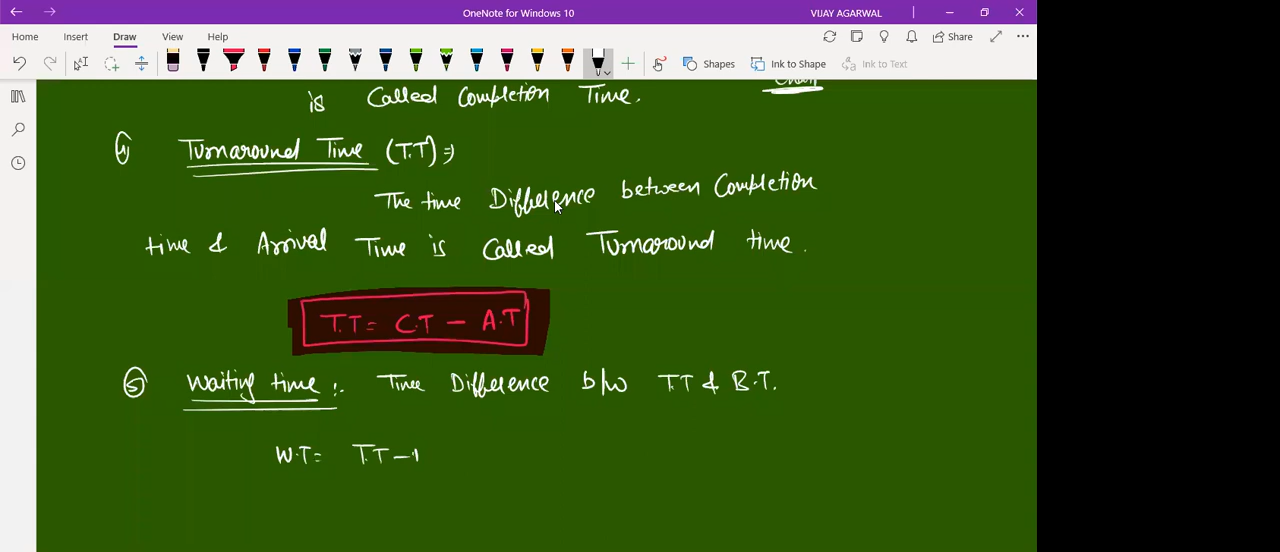 OneNote for Windows 10
VIJAY AGARWAL
Home Insert Draw View Help
Share
Shapes
Ink to Shape
Ink to Text
is Called Completion Time.
④ Turnaround Time (T.T) ⇒
The time Difference between Completion
time & Arrival Time is Called Turnaround time.
T.T = C.T - A.T
⑤ Waiting time :. Time Difference b/w T.T & B.T.
W.T = T.T -